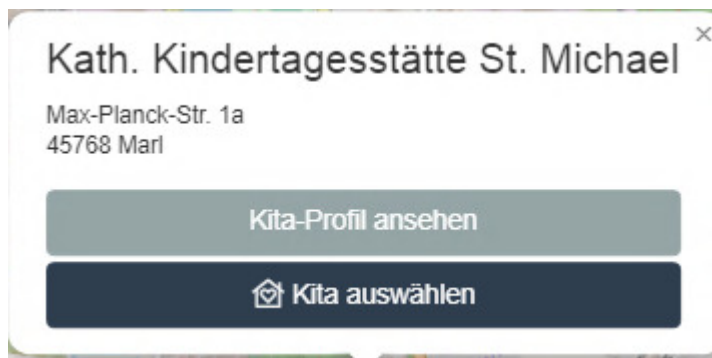 Kath. Kindertagesstätte St. Michael
Max-Planck-Str. 1a
45768 Marl
Kita-Profil ansehen
Kita auswählen